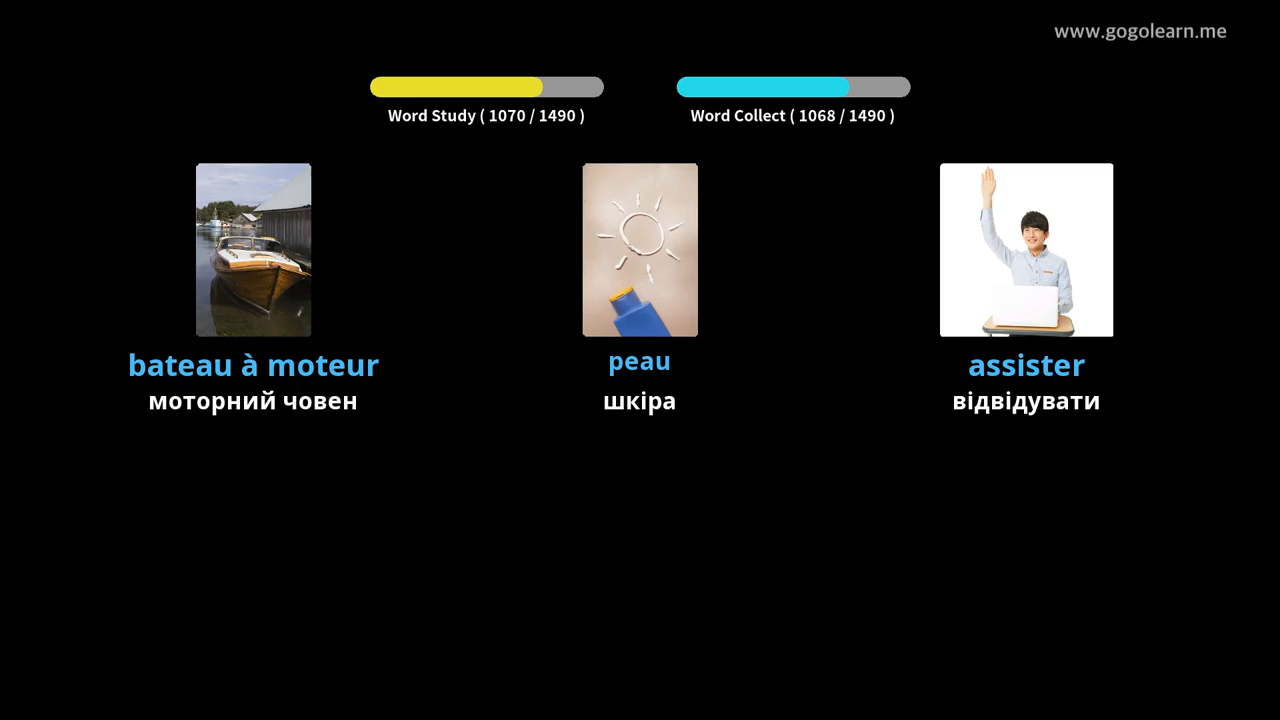 www.gogolearn.me
Word Study ( 1070 / 1490 )
Word Collect ( 1068 / 1490 )
bateau à moteur
peau
assister
моторний човен
шкіра
відвідувати